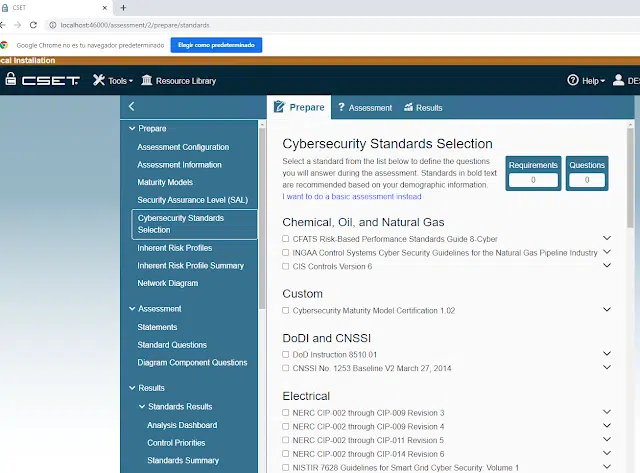 CSET
localhost:46000/assessment/2/prepare/standards
Google Chrome no es tu navegador predeterminado
Elegir como predeterminado
ocal Installation
CSET
Tools
Resource Library
Help
DE
Prepare
Assessment Configuration
Assessment Information
Maturity Models
Security Assurance Level (SAL)
Cybersecurity Standards
Selection
Inherent Risk Profiles
Inherent Risk Profile Summary
Network Diagram
Assessment
Statements
Standard Questions
Diagram Component Questions
Results
Standards Results
Analysis Dashboard
Control Priorities
Standards Summary
Prepare
Assessment
Results
Cybersecurity Standards Selection
Select a standard from the list below to define the questions
you will answer during the assessment. Standards in bold text
are recommended based on your demographic information.
I want to do a basic assessment instead
Requirements
0
Questions
0
Chemical, Oil, and Natural Gas
CFATS Risk-Based Performance Standards Guide 8-Cyber
INGAA Control Systems Cyber Security Guidelines for the Natural Gas Pipeline Industry
CIS Controls Version 6
Custom
Cybersecurity Maturity Model Certification 1.02
DoDI and CNSSI
DoD Instruction 8510.01
CNSSI No. 1253 Baseline V2 March 27, 2014
Electrical
NERC CIP-002 through CIP-009 Revision 3
NERC CIP-002 through CIP-009 Revision 4
NERC CIP-002 through CIP-011 Revision 5
NERC CIP-002 through CIP-014 Revision 6
NISTIR 7628 Guidelines for Smart Grid Cyber Security: Volume 1